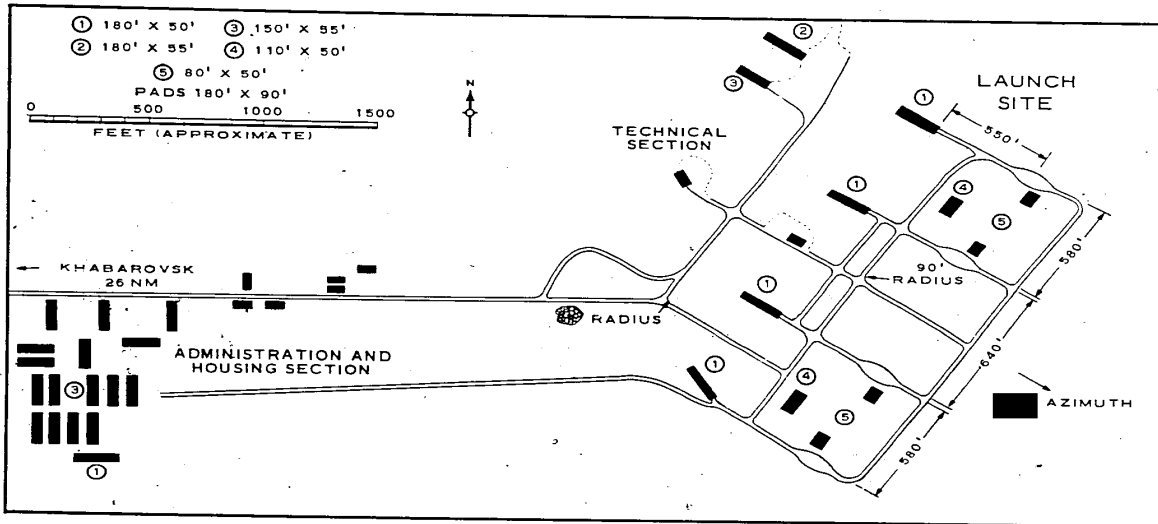 ① 180' X 50'
③ 150' X 55'
② 180' X 55'
④ 110' X 50'
⑤ 80' X 50'
PADS 180' X 90'
0 500 1000 1500
FEET (APPROXIMATE)
N
②
③
①
LAUNCH
SITE
550'
TECHNICAL
SECTION
①
④
⑤
580'
KHABAROVSK
26 NM
90'
RADIUS
①
RADIUS
640'
ADMINISTRATION AND
HOUSING SECTION
①
④
③
⑤
AZIMUTH
580'
①